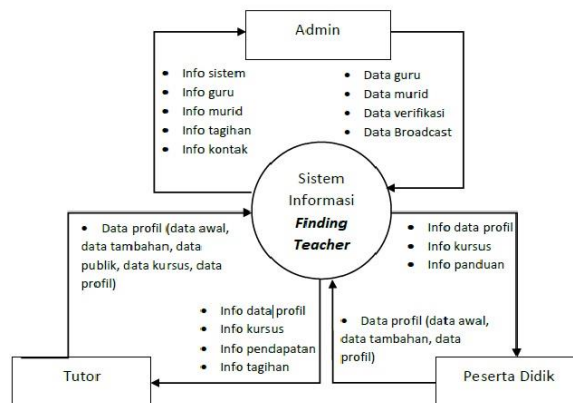 Admin
• Info sistem
• Info guru
• Info murid
• Info tagihan
• Info kontak
• Data guru
• Data murid
• Data verifikasi
• Data Broadcast
Sistem
Informasi
Finding
Teacher
• Data profil (data awal,
data tambahan, data
publik, data kursus, data
profil)
• Info data profil
• Info kursus
• Info pendapatan
• Info tagihan
• Data profil (data awal,
data tambahan, data
profil)
• Info data profil
• Info kursus
• Info panduan
Tutor
Peserta Didik